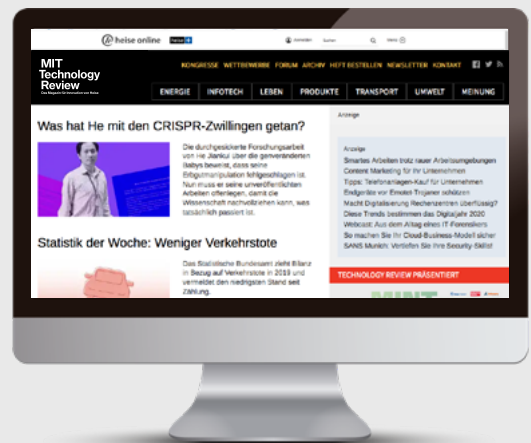 heise online
Anmelden
Suchen
Menü
MIT
Technology
Review
Das Magazin für Innovation von Heise
KONGRESSE WETTBEWERBE FORUM ARCHIV HEFT BESTELLEN NEWSLETTER KONTAKT
ENERGIE INFOTECH LEBEN PRODUKTE TRANSPORT UMWELT MEINUNG
Was hat He mit den CRISPR-Zwillingen getan?
Die durchgesickerte Forschungsarbeit
von He Jiankui über die genveränderten
Babys beweist, dass seine
Erbgutmanipulation fehlgeschlagen ist.
Nun muss er seine unveröffentlichten
Arbeiten offenlegen, damit die
Wissenschaft nachvollziehen kann, was
tatsächlich passiert ist.
Statistik der Woche: Weniger Verkehrstote
Das Statistische Bundesamt zieht Bilanz
in Bezug auf Verkehrstote in 2019 und
vermeldet den niedrigsten Stand seit
Zählung.
Anzeige
Anzeige
Smartes Arbeiten trotz rauer Arbeitsumgebungen
Content Marketing für Ihr Unternehmen
Tipps: Telefonanlagen-Kauf für Unternehmen
Endgeräte vor Emotet-Trojaner schützen
Macht Digitalisierung Rechenzentren überflüssig?
Diese Trends bestimmen das Digitaljahr 2020
Webcast: Aus dem Alltag eines IT-Forensikers
So machen Sie Ihr Cloud-Business-Modell sicher
SANS Munich: Vertiefen Sie Ihre Security-Skills!
TECHNOLOGY REVIEW PRÄSENTIERT